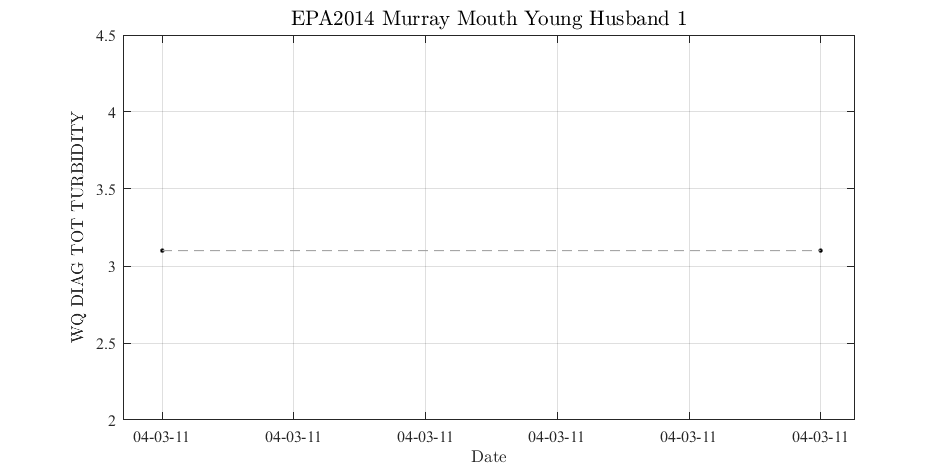 EPA2014 Murray Mouth Young Husband 1
4.5
4
3.5
3
2.5
2
WQ DIAG TOT TURBIDITY
04-03-11 04-03-11 04-03-11 04-03-11 04-03-11 04-03-11
Date